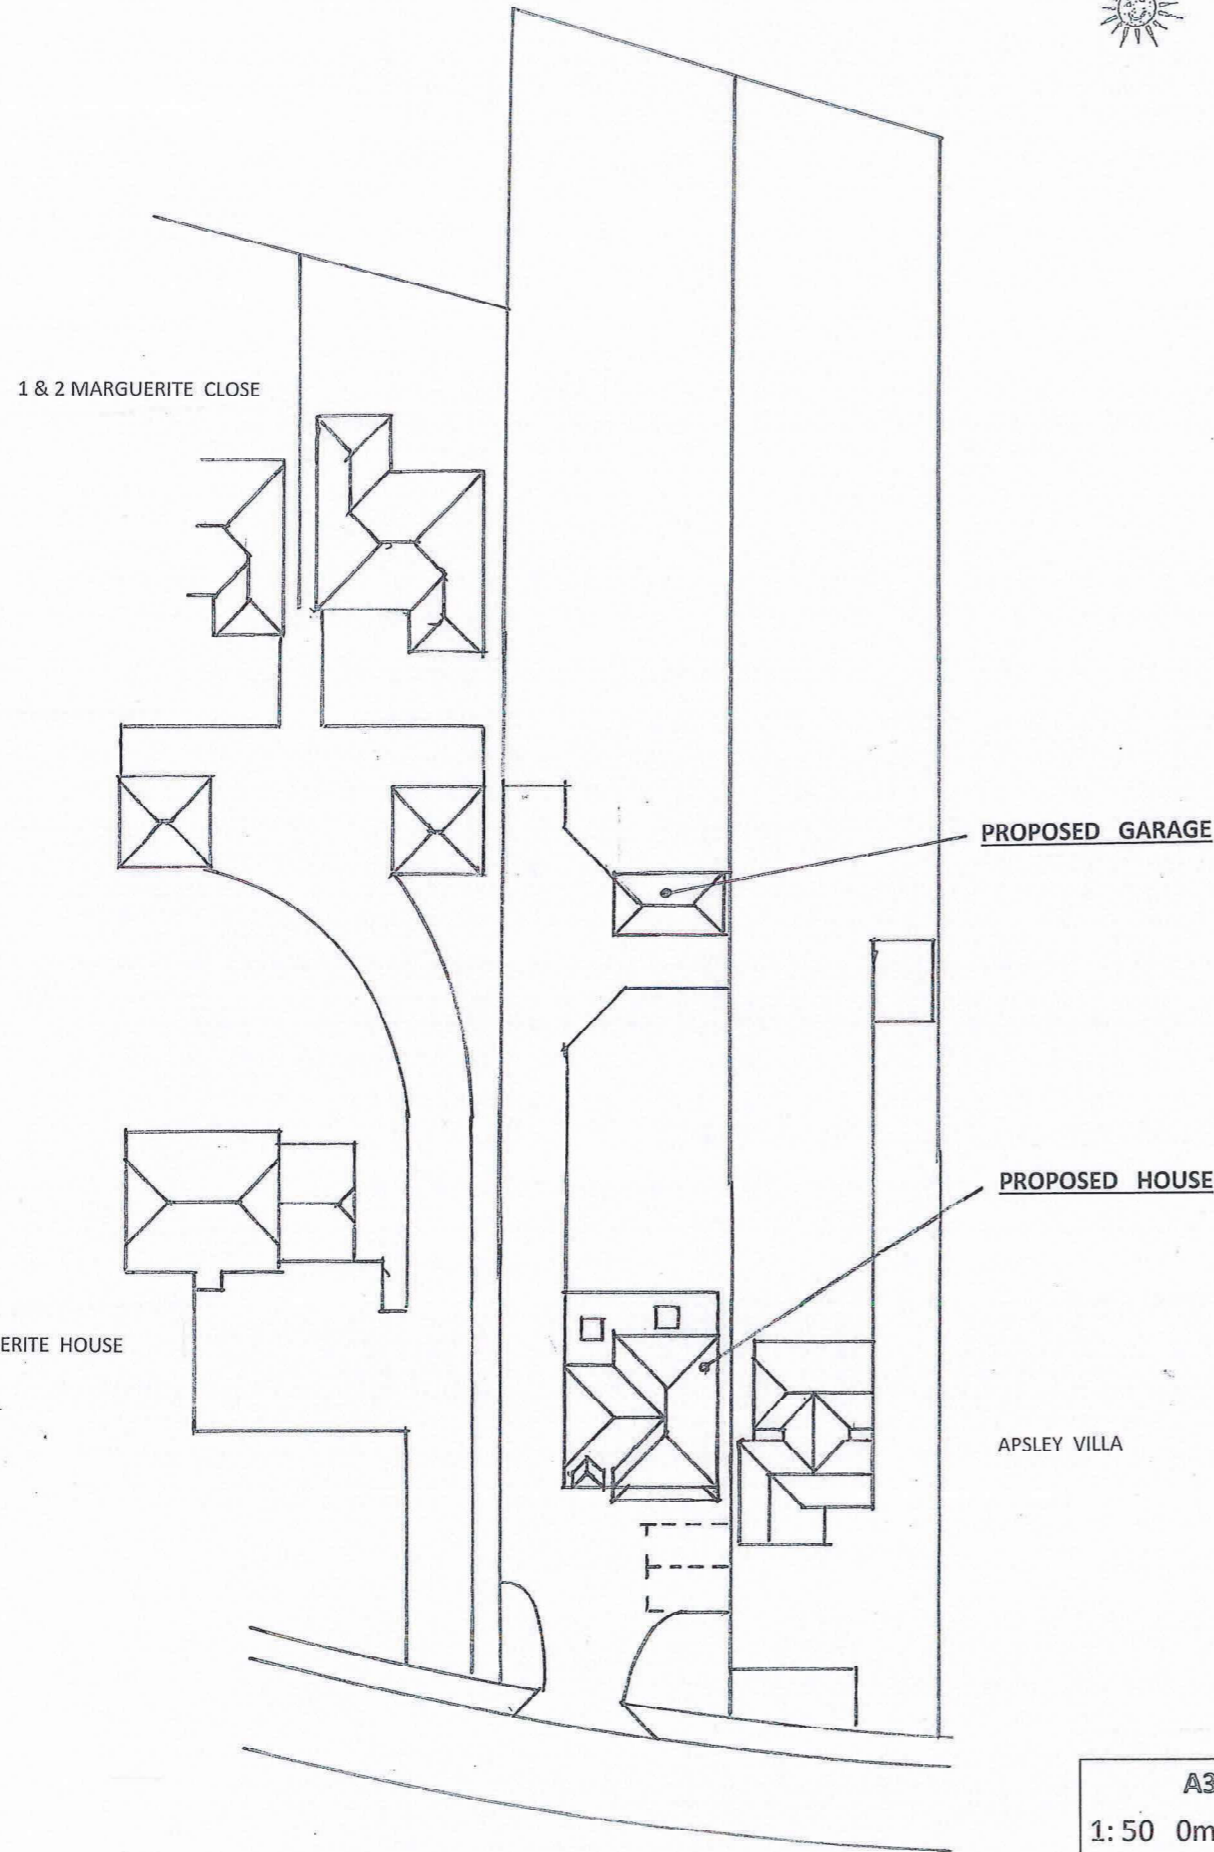 1 & 2 MARGUERITE CLOSE
PROPOSED GARAGE
PROPOSED HOUSE
ERITE HOUSE
APSLEY VILLA
A3
1: 50 0m